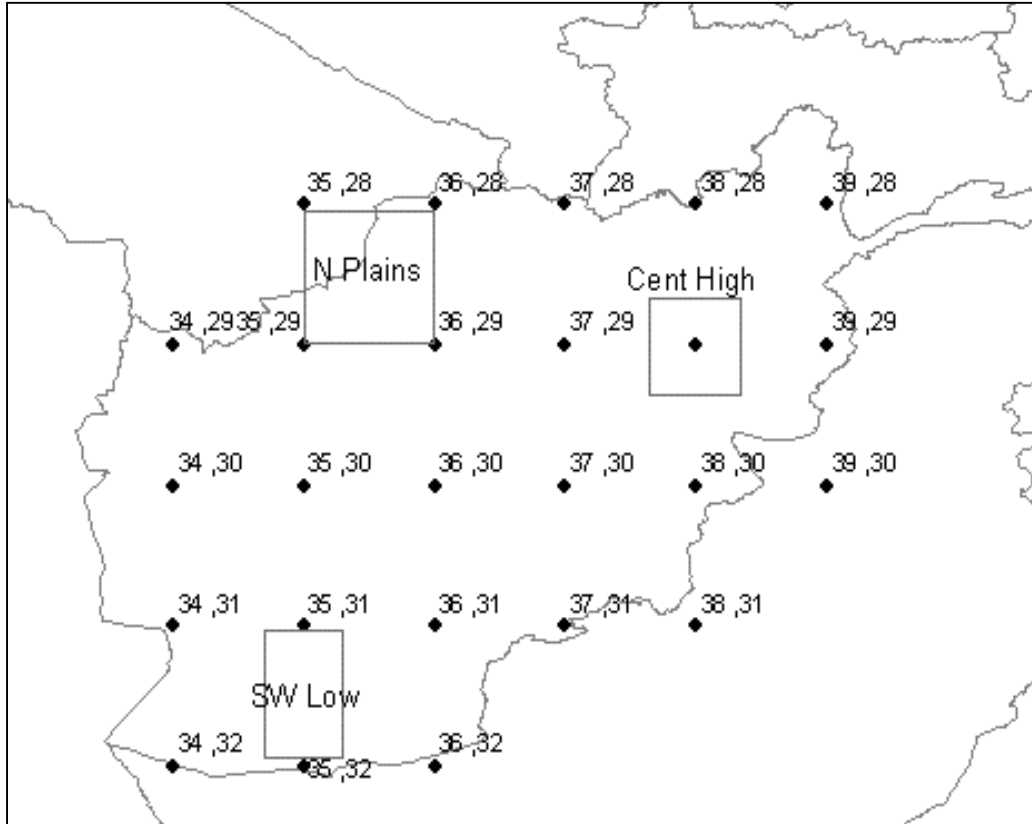 35 ,28 36 ,28 37 ,28 38 ,28 39 ,28
N Plains
Cent High
34 ,29 35 ,29 36 ,29 37 ,29 39 ,29
34 ,30 35 ,30 36 ,30 37 ,30 38 ,30 39 ,30
34 ,31 35 ,31 36 ,31 37 ,31 38 ,31
SW Low
34 ,32 35 ,32 36 ,32